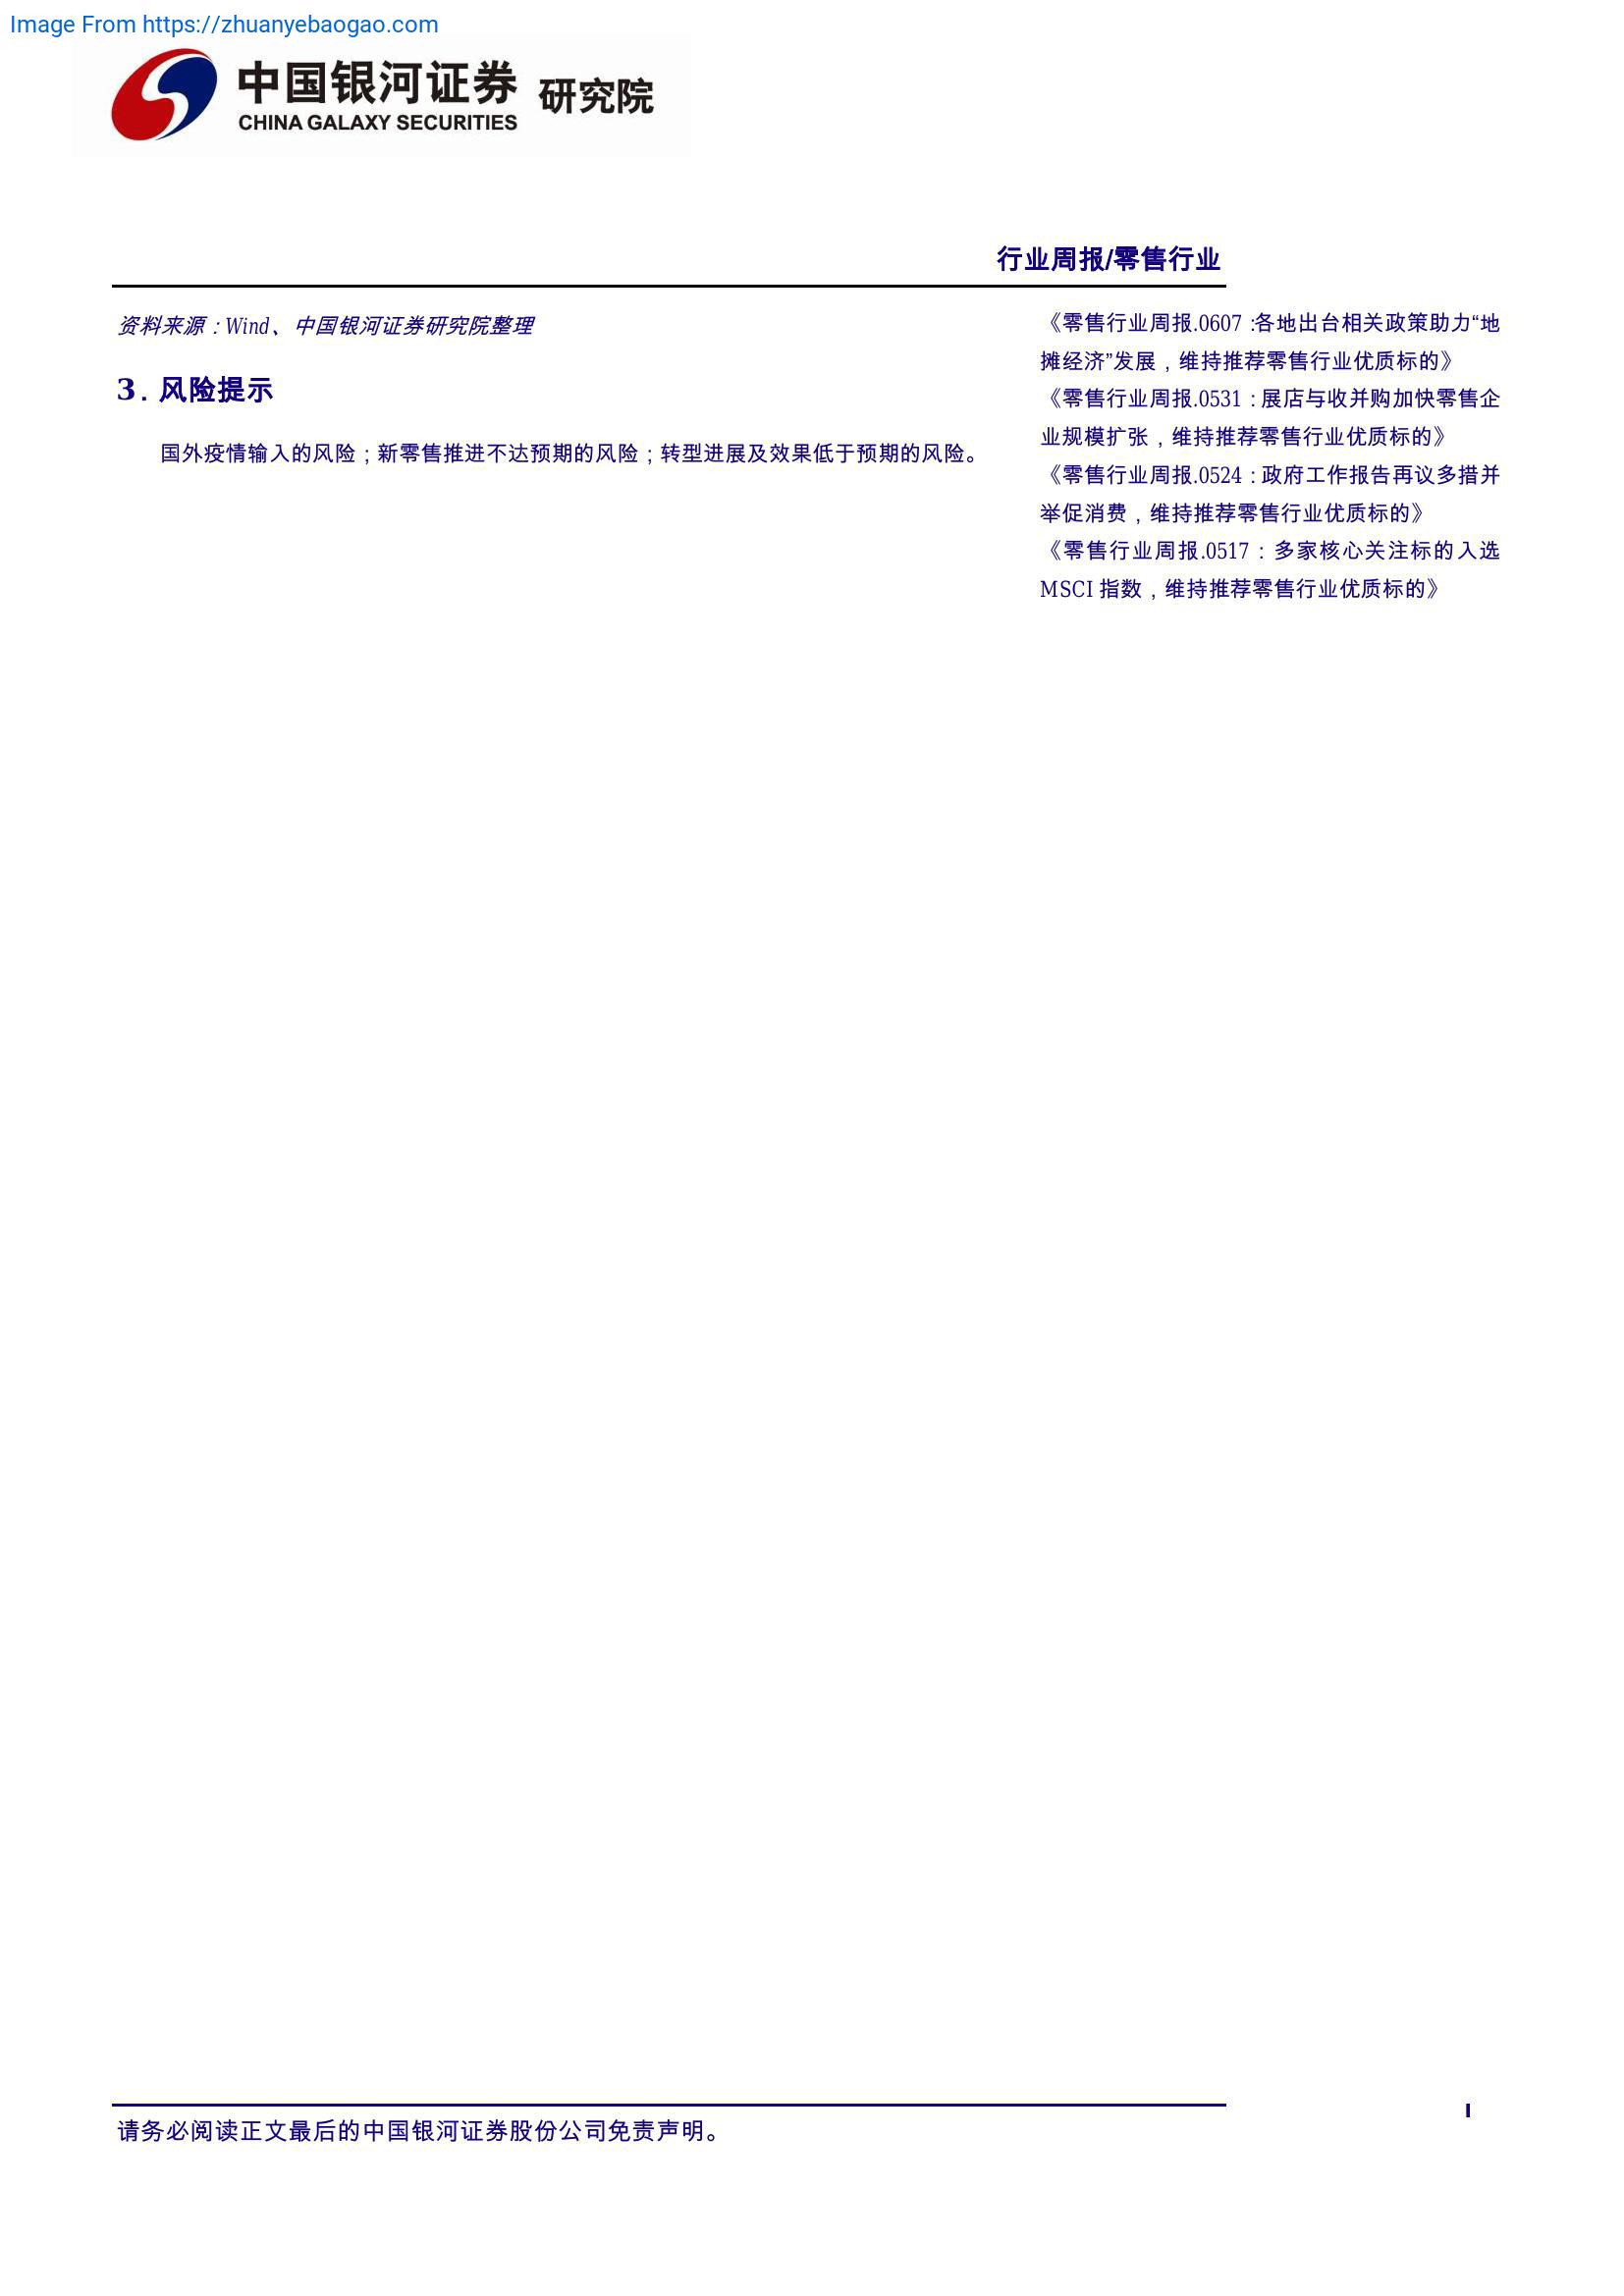 Image From https://zhuanyebaogao.com
中国银河证券 研究院
CHINA GALAXY SECURITIES
行业周报/零售行业
资料来源：Wind、中国银河证券研究院整理
3. 风险提示
国外疫情输入的风险；新零售推进不达预期的风险；转型进展及效果低于预期的风险。
《零售行业周报.0607：各地出台相关政策助力“地
摊经济”发展，维持推荐零售行业优质标的》
《零售行业周报.0531：展店与收并购加快零售企
业规模扩张，维持推荐零售行业优质标的》
《零售行业周报.0524：政府工作报告再议多措并
举促消费，维持推荐零售行业优质标的》
《零售行业周报.0517：多家核心关注标的入选
MSCI 指数，维持推荐零售行业优质标的》
请务必阅读正文最后的中国银河证券股份公司免责声明。